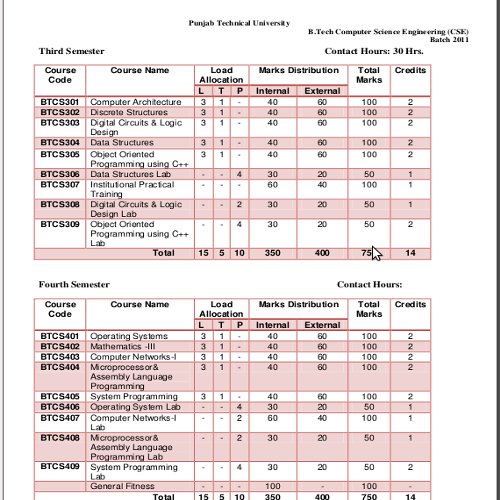 Punjab Technical University
B.Tech Computer Science Engineering (CSE)
Batch 2011
Third Semester Contact Hours: 30 Hrs.
Course Code Course Name Load Allocation Marks Distribution Total Marks Credits
L T P Internal External
BTCS301 Computer Architecture 3 1 - 40 60 100 2
BTCS302 Discrete Structures 3 1 - 40 60 100 2
BTCS303 Digital Circuits & Logic Design 3 1 - 40 60 100 2
BTCS304 Data Structures 3 1 - 40 60 100 2
BTCS305 Object Oriented Programming using C++ 3 1 - 40 60 100 2
BTCS306 Data Structures Lab - - 4 30 20 50 1
BTCS307 Institutional Practical Training - - - 60 40 100 1
BTCS308 Digital Circuits & Logic Design Lab - - 2 30 20 50 1
BTCS309 Object Oriented Programming using C++ Lab - - 4 30 20 50 2
Total 15 5 10 350 400 750 14
Fourth Semester Contact Hours:
Course Code Course Name Load Allocation Marks Distribution Total Marks Credits
L T P Internal External
BTCS401 Operating Systems 3 1 - 40 60 100 2
BTCS402 Mathematics -III 3 1 - 40 60 100 2
BTCS403 Computer Networks-I 3 1 - 40 60 100 2
BTCS404 Microprocessor& Assembly Language Programming 3 1 - 40 60 100 2
BTCS405 System Programming 3 1 - 40 60 100 2
BTCS406 Operating System Lab - - 4 30 20 50 1
BTCS407 Computer Networks-I Lab - - 2 60 40 100 1
BTCS408 Microprocessor& Assembly Language Programming Lab - - 2 30 20 50 1
BTCS409 System Programming Lab - - 4 30 20 50 2
General Fitness - - - 100 - 100 -
Total 15 5 10 350 400 750 14